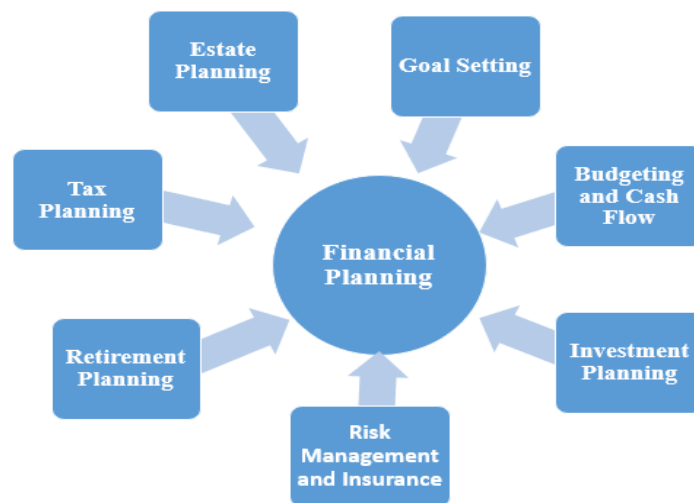 Estate
Planning
Goal Setting
Tax
Planning
Budgeting
and Cash
Flow
Financial
Planning
Retirement
Planning
Investment
Planning
Risk
Management
and Insurance